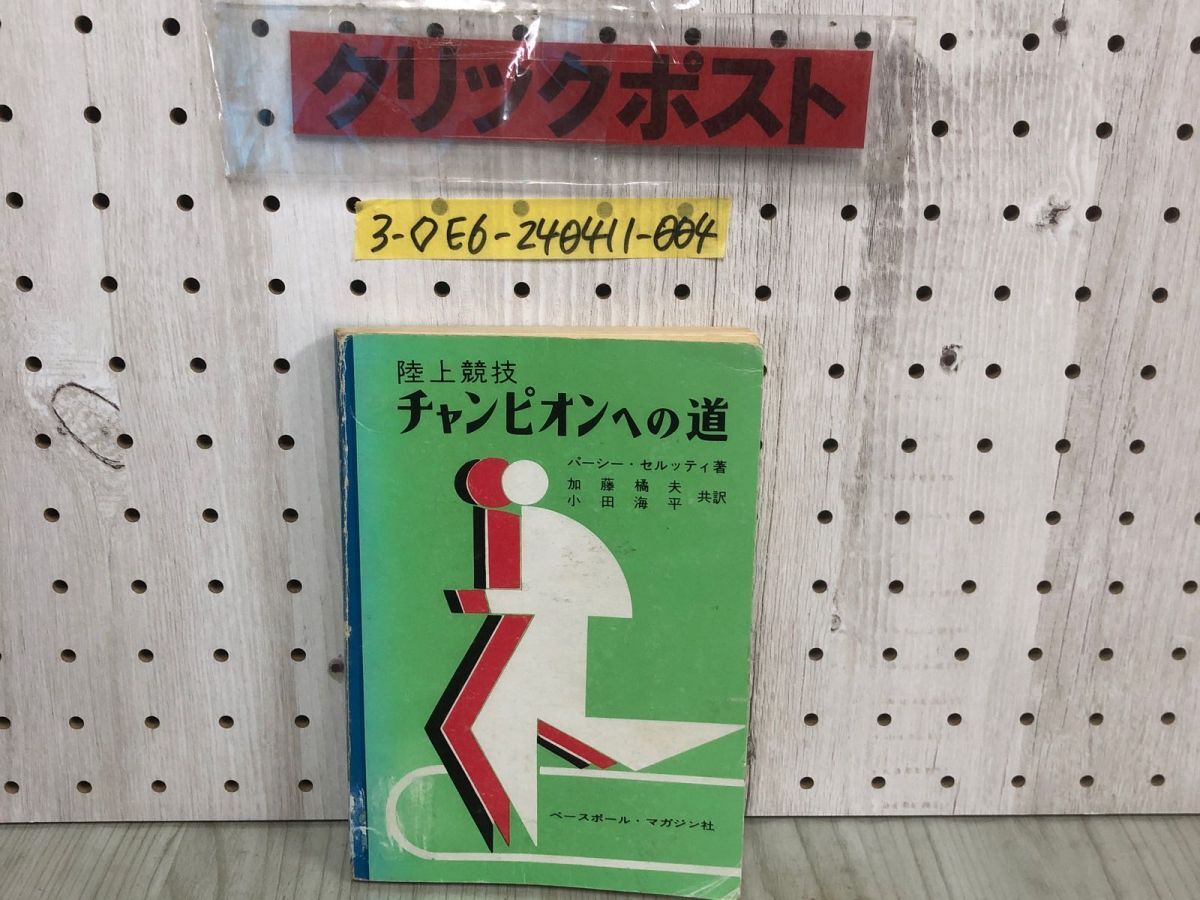 クリックポスト
3-◇E6-240411-004
陸上競技
チャンピオンへの道
パーシー・セルッティ著
加藤橘夫
小田海平 共訳
ベースボール・マガジン社